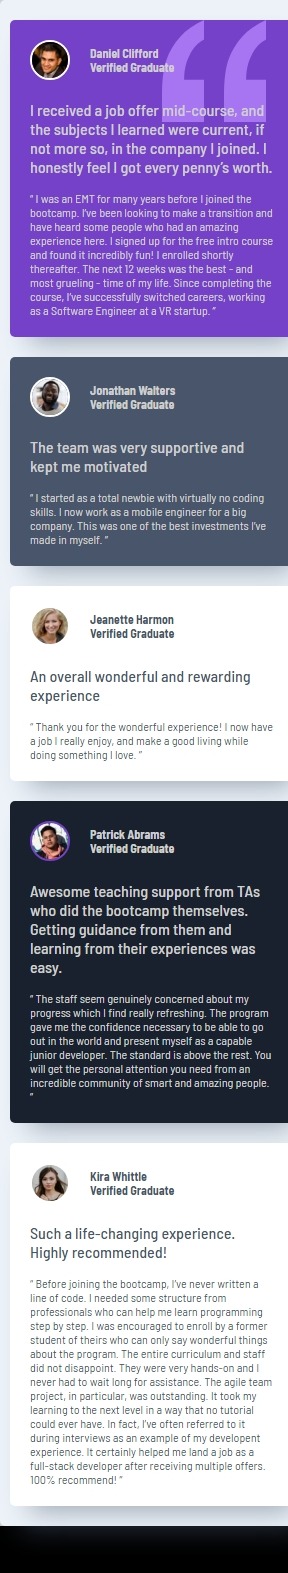 Daniel Clifford
Verified Graduate
I received a job offer mid-course, and
the subjects I learned were current, if
not more so, in the company I joined. I
honestly feel I got every penny's worth.
" I was an EMT for many years before I joined the
bootcamp. I've been looking to make a transition and
have heard some people who had an amazing
experience here. I signed up for the free intro course
and found it incredibly fun! I enrolled shortly
thereafter. The next 12 weeks was the best - and
most grueling - time of my life. Since completing the
course, I've successfully switched careers, working
as a Software Engineer at a VR startup. "
Jonathan Walters
Verified Graduate
The team was very supportive and
kept me motivated
" I started as a total newbie with virtually no coding
skills. I now work as a mobile engineer for a big
company. This was one of the best investments I've
made in myself. "
Jeanette Harmon
Verified Graduate
An overall wonderful and rewarding
experience
" Thank you for the wonderful experience! I now have
a job I really enjoy, and make a good living while
doing something I love. "
Patrick Abrams
Verified Graduate
Awesome teaching support from TAs
who did the bootcamp themselves.
Getting guidance from them and
learning from their experiences was
easy.
" The staff seem genuinely concerned about my
progress which I find really refreshing. The program
gave me the confidence necessary to be able to go
out in the world and present myself as a capable
junior developer. The standard is above the rest. You
will get the personal attention you need from an
incredible community of smart and amazing people.
"
Kira Whittle
Verified Graduate
Such a life-changing experience.
Highly recommended!
" Before joining the bootcamp, I've never written a
line of code. I needed some structure from
professionals who can help me learn programming
step by step. I was encouraged to enroll by a former
student of theirs who can only say wonderful things
about the program. The entire curriculum and staff
did not disappoint. They were very hands-on and I
never had to wait long for assistance. The agile team
project, in particular, was outstanding. It took my
learning to the next level in a way that no tutorial
could ever have. In fact, I've often referred to it
during interviews as an example of my developent
experience. It certainly helped me land a job as a
full-stack developer after receiving multiple offers.
100% recommend! "